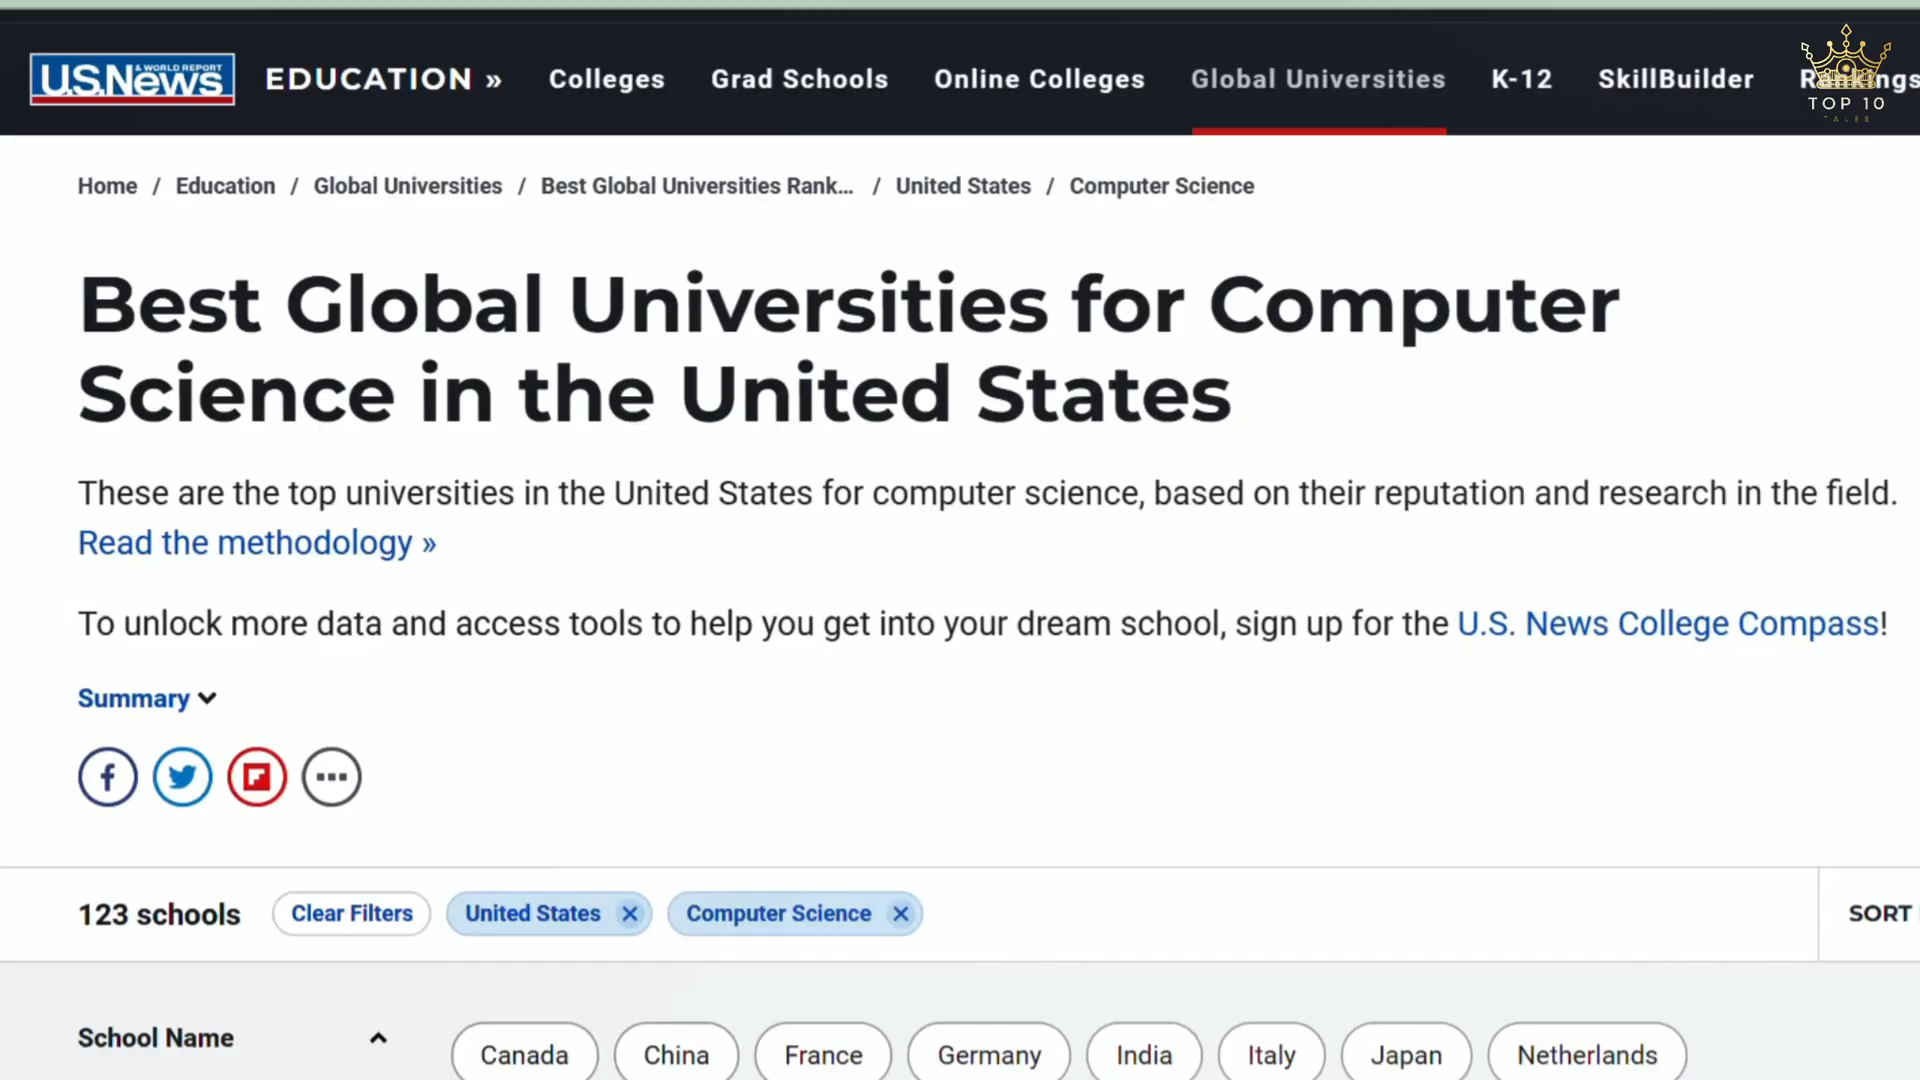 U.S.News
& WORLD REPORT
EDUCATION »
Colleges
Grad Schools
Online Colleges
Global Universities
K-12
SkillBuilder
TOP 10
TALES
Home / Education / Global Universities / Best Global Universities Rank... / United States / Computer Science
Best Global Universities for Computer
Science in the United States
These are the top universities in the United States for computer science, based on their reputation and research in the field.
Read the methodology »
To unlock more data and access tools to help you get into your dream school, sign up for the U.S. News College Compass!
Summary
123 schools
Clear Filters
United States
Computer Science
SORT
School Name
Canada
China
France
Germany
India
Italy
Japan
Netherlands